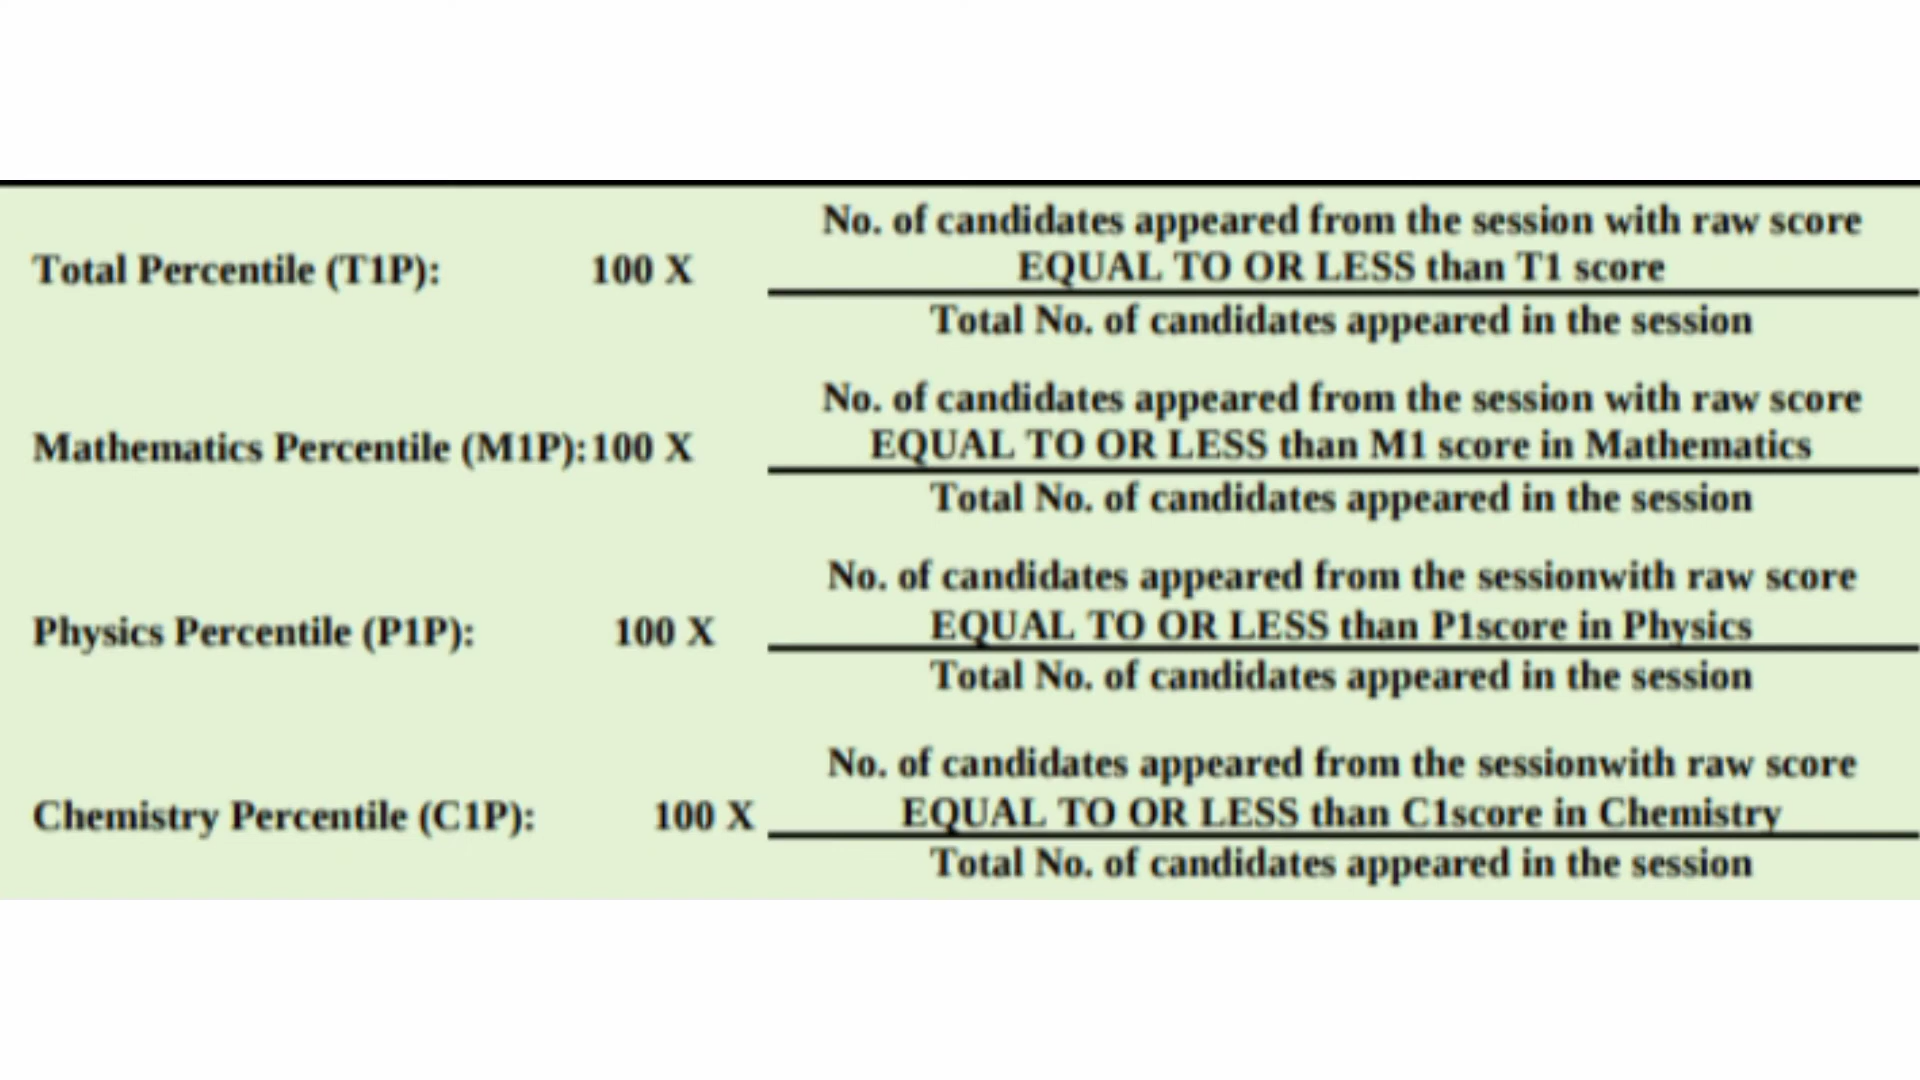 No. of candidates appeared from the session with raw score
Total Percentile (T1P): 100 X EQUAL TO OR LESS than T1 score
Total No. of candidates appeared in the session
No. of candidates appeared from the session with raw score
Mathematics Percentile (M1P):100 X EQUAL TO OR LESS than M1 score in Mathematics
Total No. of candidates appeared in the session
No. of candidates appeared from the sessionwith raw score
Physics Percentile (P1P): 100 X EQUAL TO OR LESS than P1score in Physics
Total No. of candidates appeared in the session
No. of candidates appeared from the sessionwith raw score
Chemistry Percentile (C1P): 100 X EQUAL TO OR LESS than C1score in Chemistry
Total No. of candidates appeared in the session